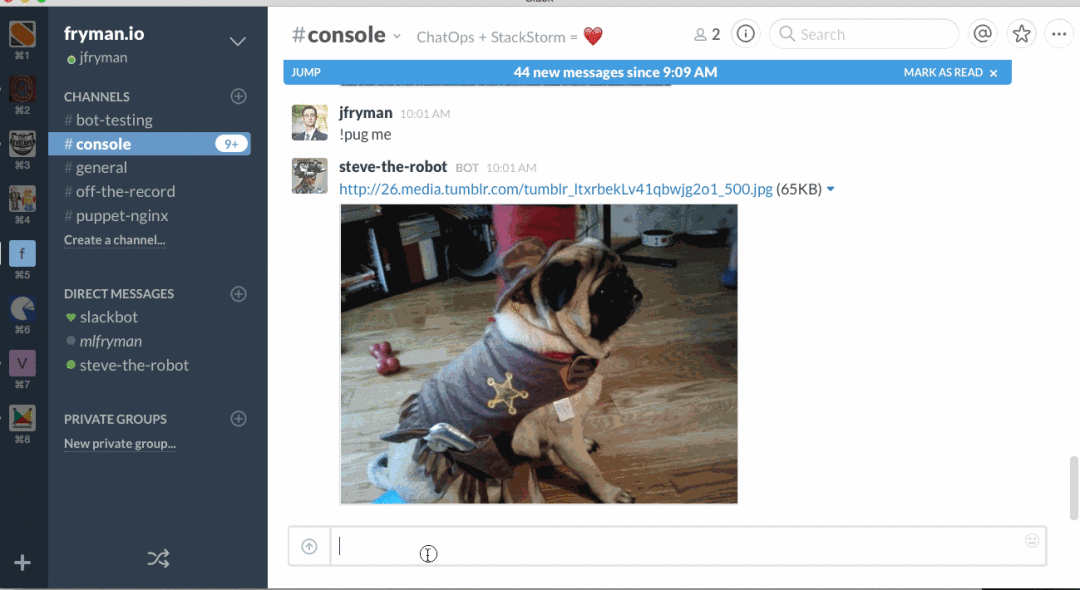 Slack
⌘1
⌘2
⌘3
⌘4
f
⌘5
⌘6
V
⌘7
⌘8
fryman.io
jfryman
CHANNELS
# bot-testing
# console
9+
# general
# off-the-record
# puppet-nginx
Create a channel...
DIRECT MESSAGES
slackbot
mlfryman
steve-the-robot
PRIVATE GROUPS
New private group...
#console
ChatOps + StackStorm = ❤️
2
Search
JUMP
44 new messages since 9:09 AM
MARK AS READ ×
jfryman 10:01 AM
!pug me
steve-the-robot BOT 10:01 AM
http://26.media.tumblr.com/tumblr_ltxrbekLv41qbwjg2o1_500.jpg (65KB)